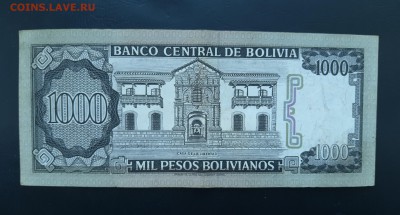 COINS.LAVE.RU
BANCO CENTRAL DE BOLIVIA
1000
1000
MIL PESOS BOLIVIANOS
1000